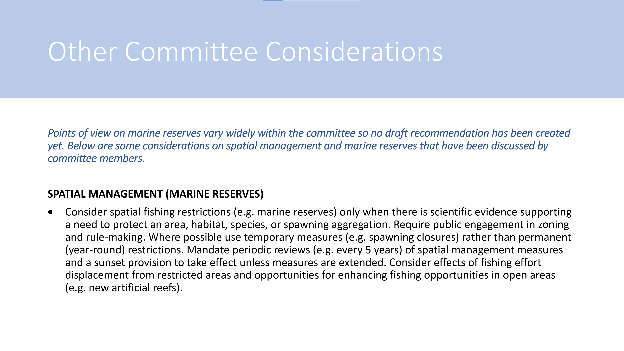 Other Committee Considerations
Points of view on marine reserves vary widely within the committee so no draft recommendation has been created
yet. Below are some considerations on spatial management and marine reserves that have been discussed by
committee members.
SPATIAL MANAGEMENT (MARINE RESERVES)
• Consider spatial fishing restrictions (e.g. marine reserves) only when there is scientific evidence supporting
a need to protect an area, habitat, species, or spawning aggregation. Require public engagement in zoning
and rule-making. Where possible use temporary measures (e.g. spawning closures) rather than permanent
(year-round) restrictions. Mandate periodic reviews (e.g. every 5 years) of spatial management measures
and a sunset provision to take effect unless measures are extended. Consider effects of fishing effort
displacement from restricted areas and opportunities for enhancing fishing opportunities in open areas
(e.g. new artificial reefs).